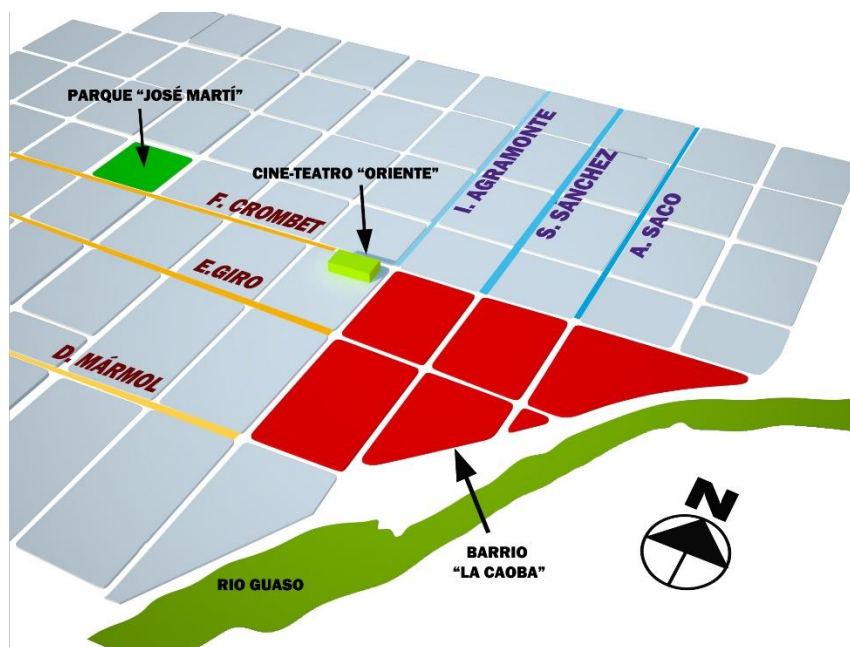 PARQUE “JOSÉ MARTÍ”
CINE-TEATRO “ORIENTE”
I. AGRAMONTE
S. SÁNCHEZ
A. SACO
F. CROMBET
E.GIRO
D. MÁRMOL
N
BARRIO
“LA CAOBA”
RIO GUASO